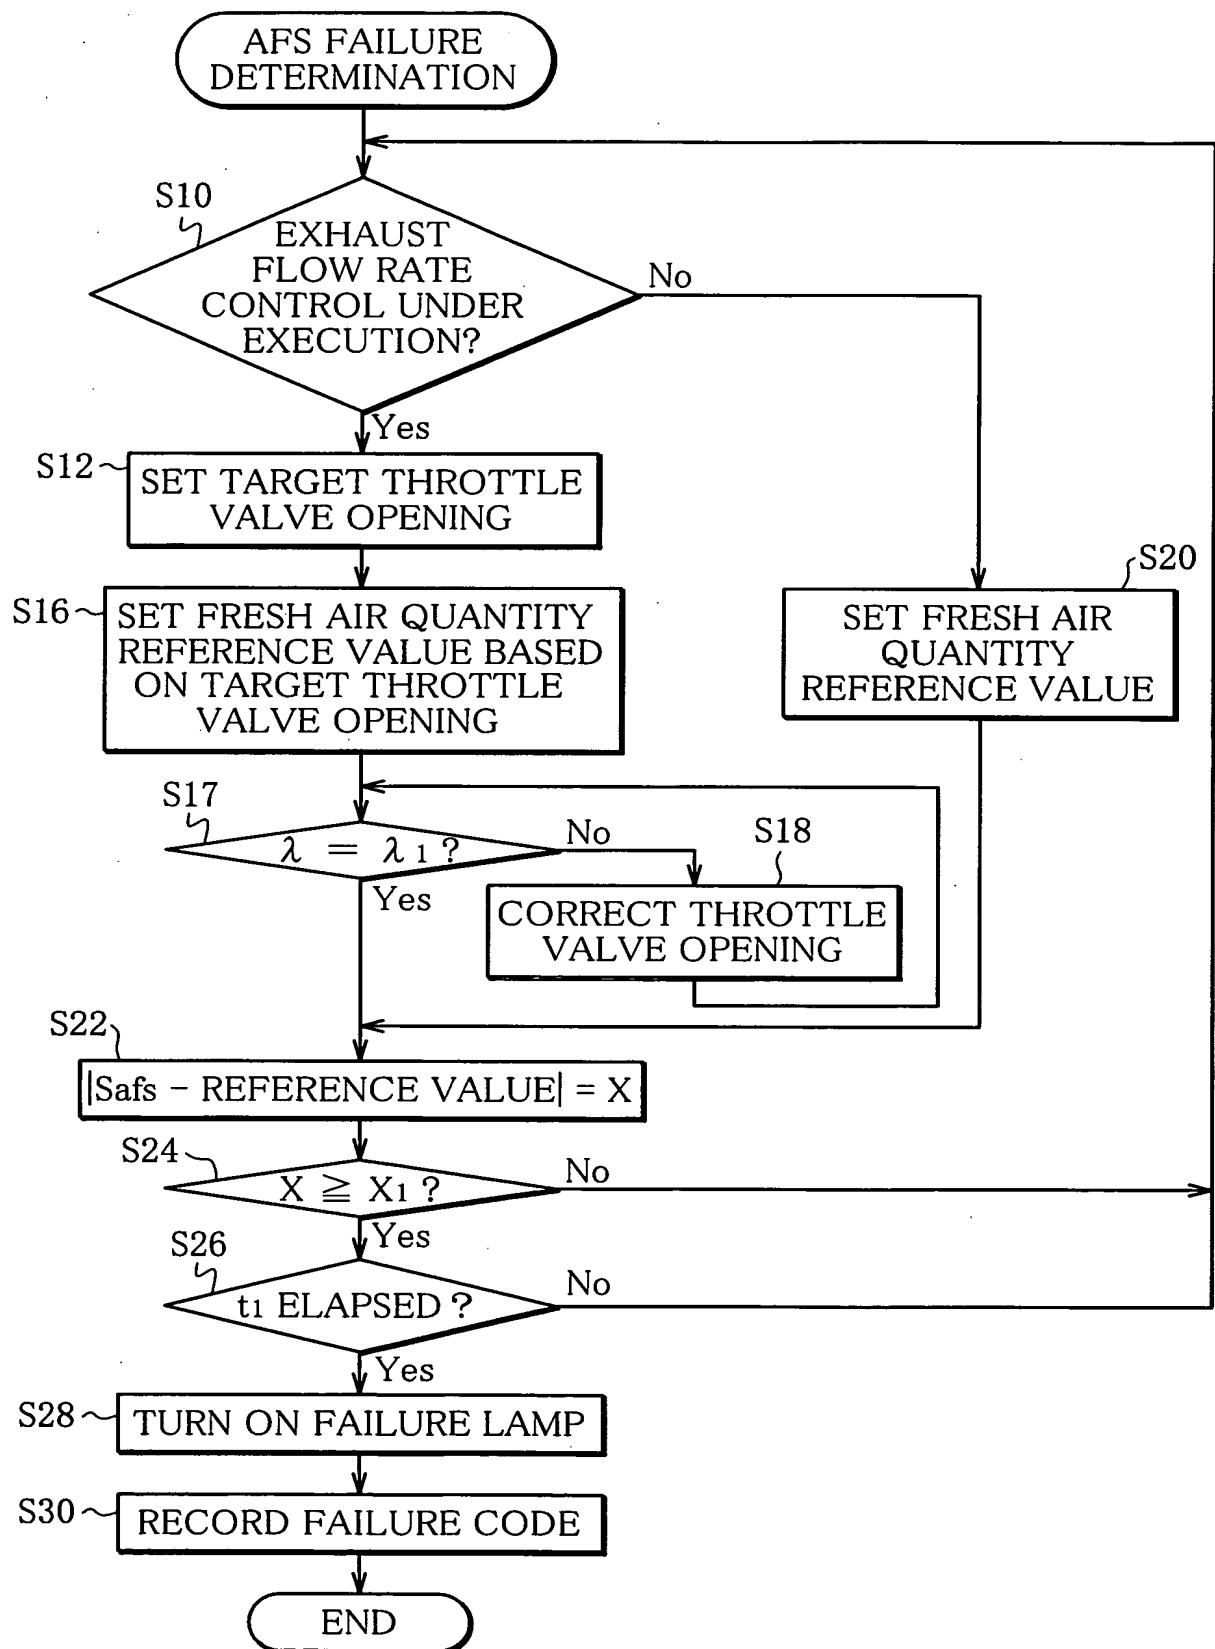 AFS FAILURE
DETERMINATION
S10
EXHAUST
FLOW RATE
CONTROL UNDER
EXECUTION?
No
Yes
S12
SET TARGET THROTTLE
VALVE OPENING
S16
SET FRESH AIR QUANTITY
REFERENCE VALUE BASED
ON TARGET THROTTLE
VALVE OPENING
S20
SET FRESH AIR
QUANTITY
REFERENCE VALUE
S17
λ = λ1?
No
Yes
S18
CORRECT THROTTLE
VALVE OPENING
S22
|Safs - REFERENCE VALUE| = X
S24
X ≧ X1?
No
Yes
S26
t1 ELAPSED?
No
Yes
S28
TURN ON FAILURE LAMP
S30
RECORD FAILURE CODE
END